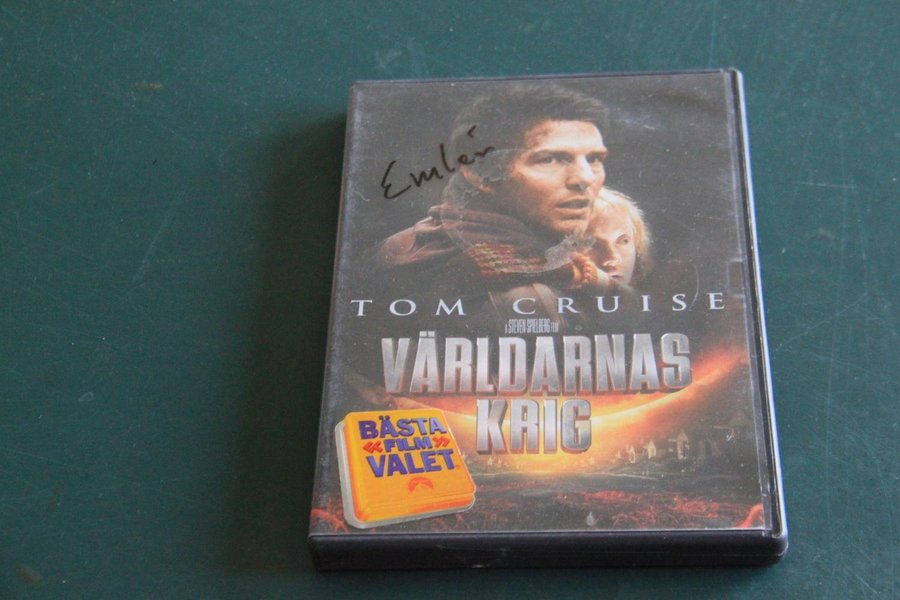 Emlén
TOM CRUISE
A STEVEN SPIELBERG FILM
VÄRLDARNAS
KRIG
BÄSTA
«FILM»
VALET